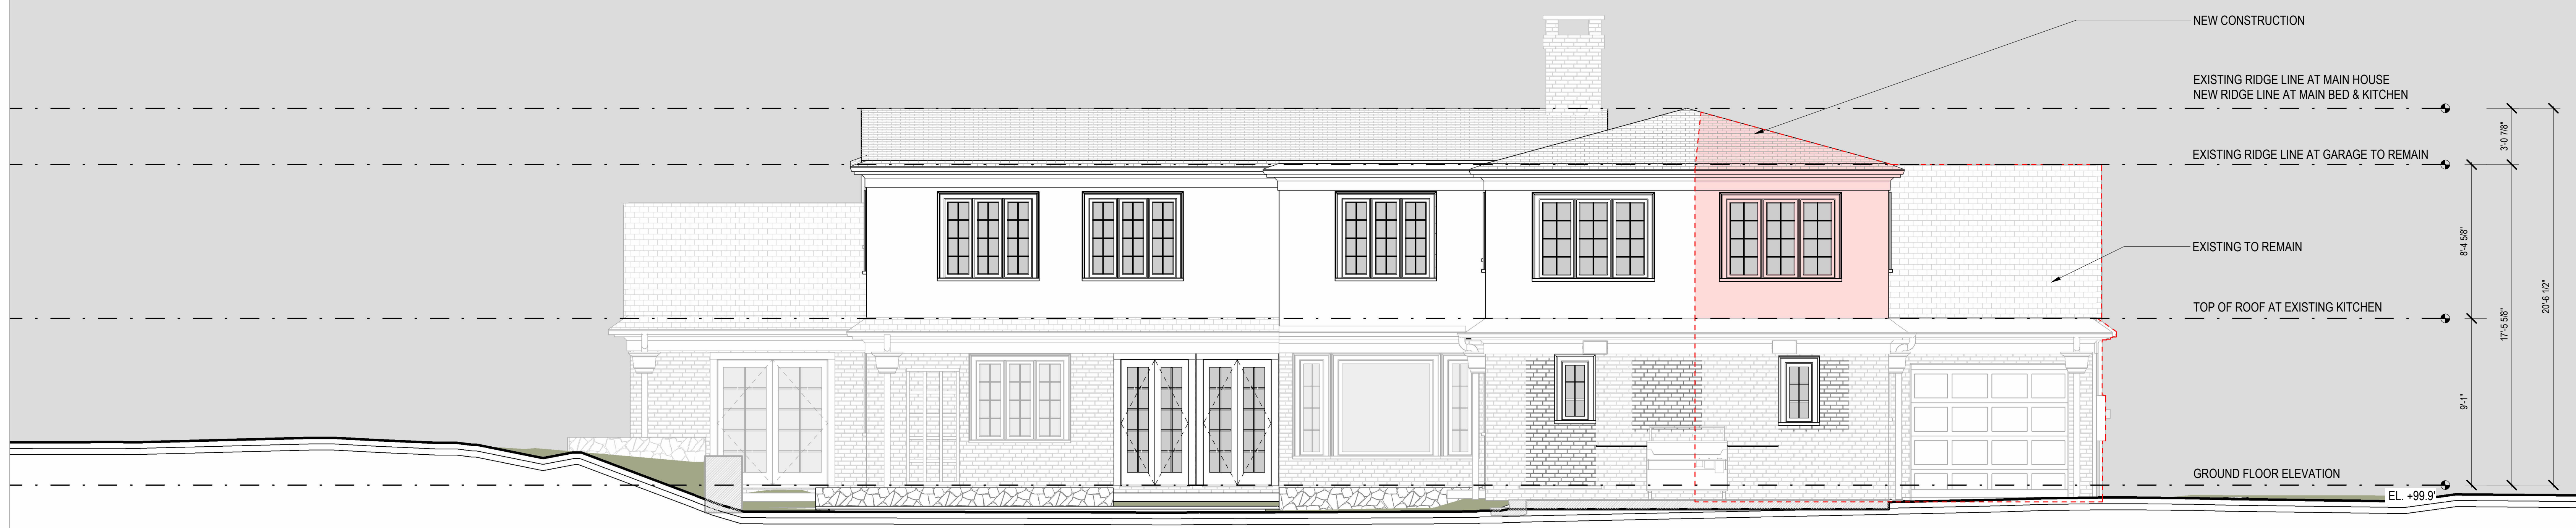 NEW CONSTRUCTION
EXISTING RIDGE LINE AT MAIN HOUSE
NEW RIDGE LINE AT MAIN BED & KITCHEN
3'-0 7/8"
EXISTING RIDGE LINE AT GARAGE TO REMAIN
8'-4 5/8"
EXISTING TO REMAIN
20'-6 1/2"
TOP OF ROOF AT EXISTING KITCHEN
17'-5 5/8"
9'-1"
GROUND FLOOR ELEVATION
EL. +99.9'